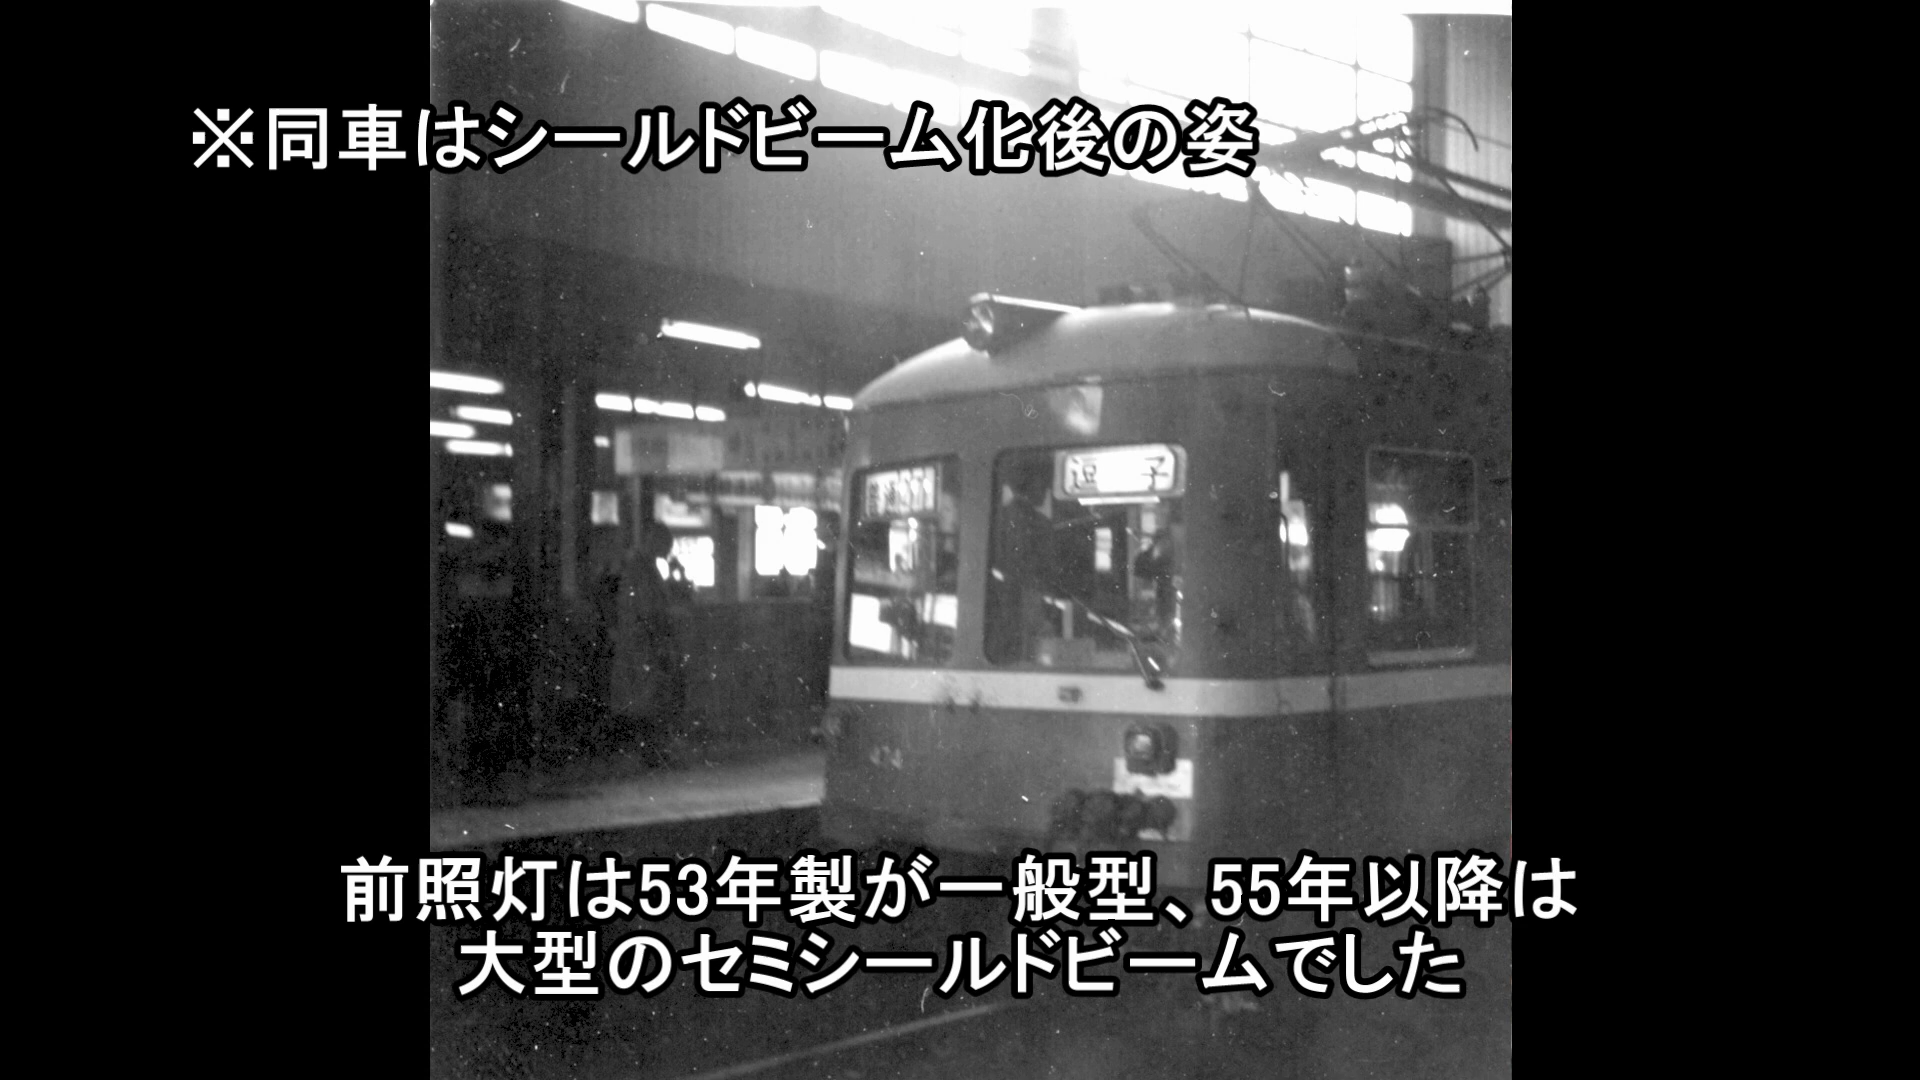 ※同車はシールドビーム化後の姿
逗子
前照灯は53年製が一般型、55年以降は
大型のセミシールドビームでした